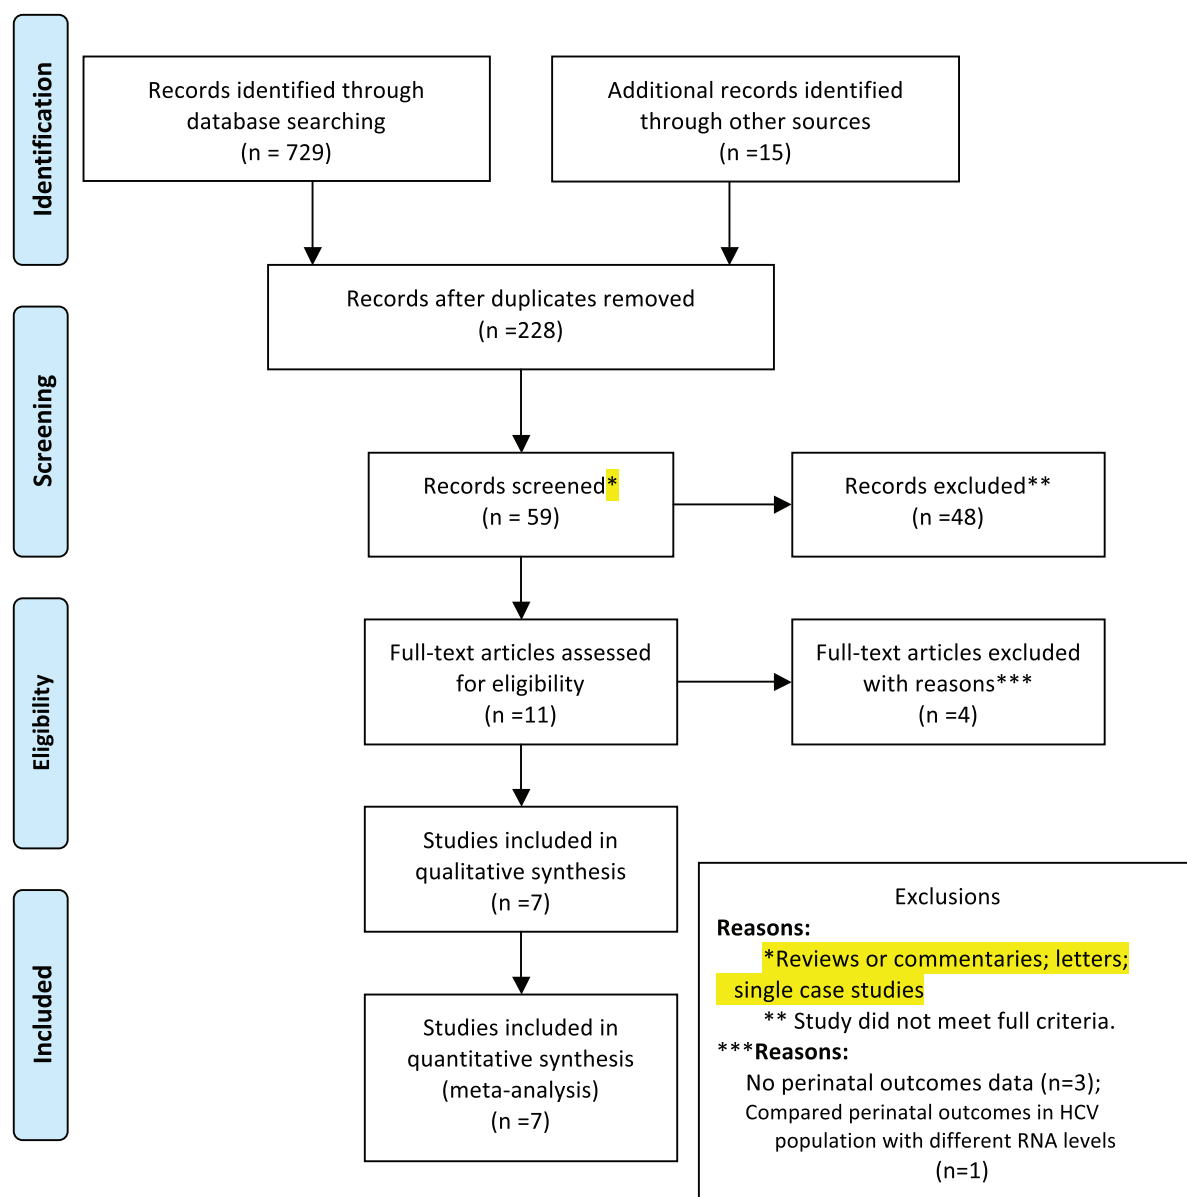 Identification
Records identified through
database searching
(n = 729)
Additional records identified
through other sources
(n =15)
Records after duplicates removed
(n =228)
Screening
Records screened*
(n = 59)
Records excluded**
(n =48)
Eligibility
Full-text articles assessed
for eligibility
(n =11)
Full-text articles excluded
with reasons***
(n =4)
Studies included in
qualitative synthesis
(n =7)
Included
Studies included in
quantitative synthesis
(meta-analysis)
(n =7)
Exclusions
Reasons:
*Reviews or commentaries; letters;
single case studies
** Study did not meet full criteria.
***Reasons:
No perinatal outcomes data (n=3);
Compared perinatal outcomes in HCV
population with different RNA levels
(n=1)